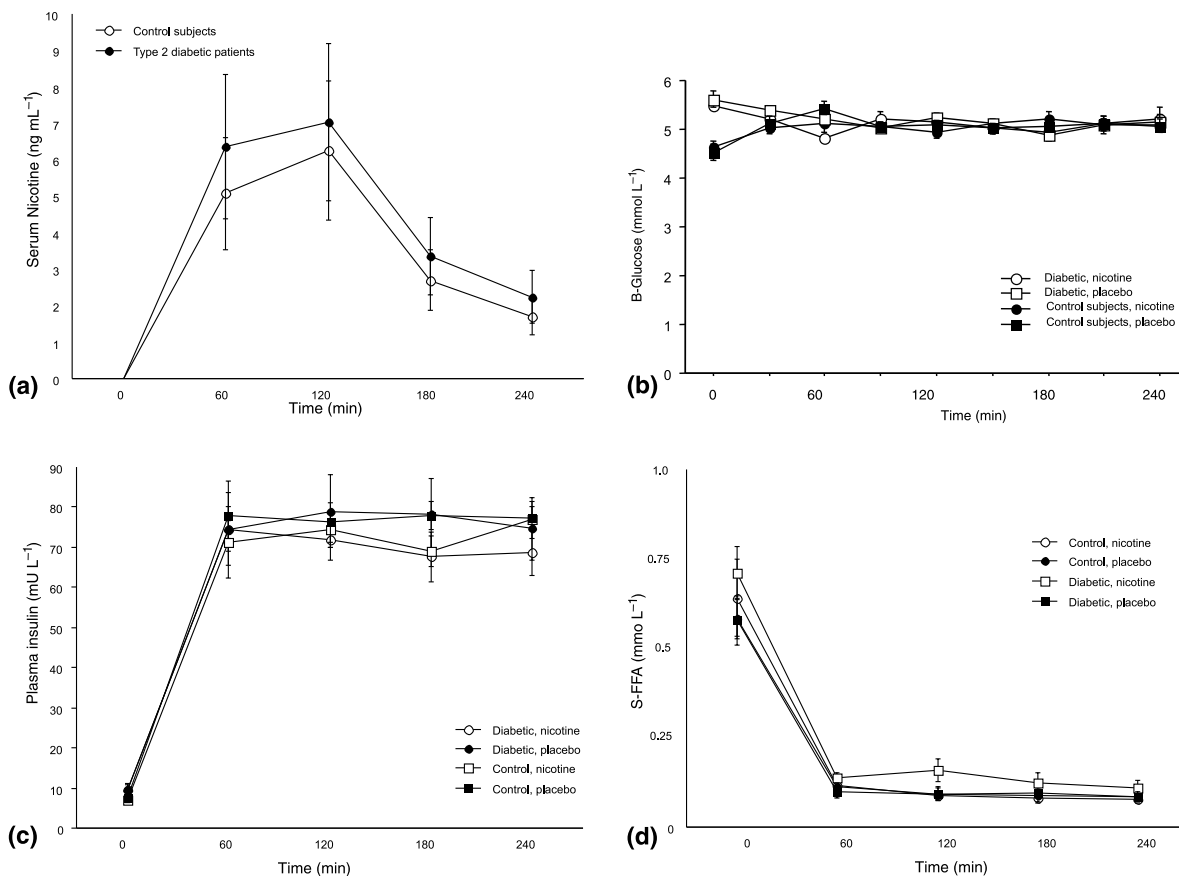 10
9
8
7
6
5
4
3
2
1
0
Serum Nicotine (ng mL⁻¹)
Control subjects
Type 2 diabetic patients
0 60 120 180 240
Time (min)
(a)
6
5
4
3
2
1
0
B-Glucose (mmol L⁻¹)
Diabetic, nicotine
Diabetic, placebo
Control subjects, nicotine
Control subjects, placebo
0 60 120 180 240
Time (min)
(b)
90
80
70
60
50
40
30
20
10
0
Plasma insulin (mU L⁻¹)
Diabetic, nicotine
Diabetic, placebo
Control, nicotine
Control, placebo
0 60 120 180 240
Time (min)
(c)
1.0
0.75
0.5
0.25
0
S-FFA (mmo L⁻¹)
Control, nicotine
Control, placebo
Diabetic, nicotine
Diabetic, placebo
0 60 120 180 240
Time (min)
(d)